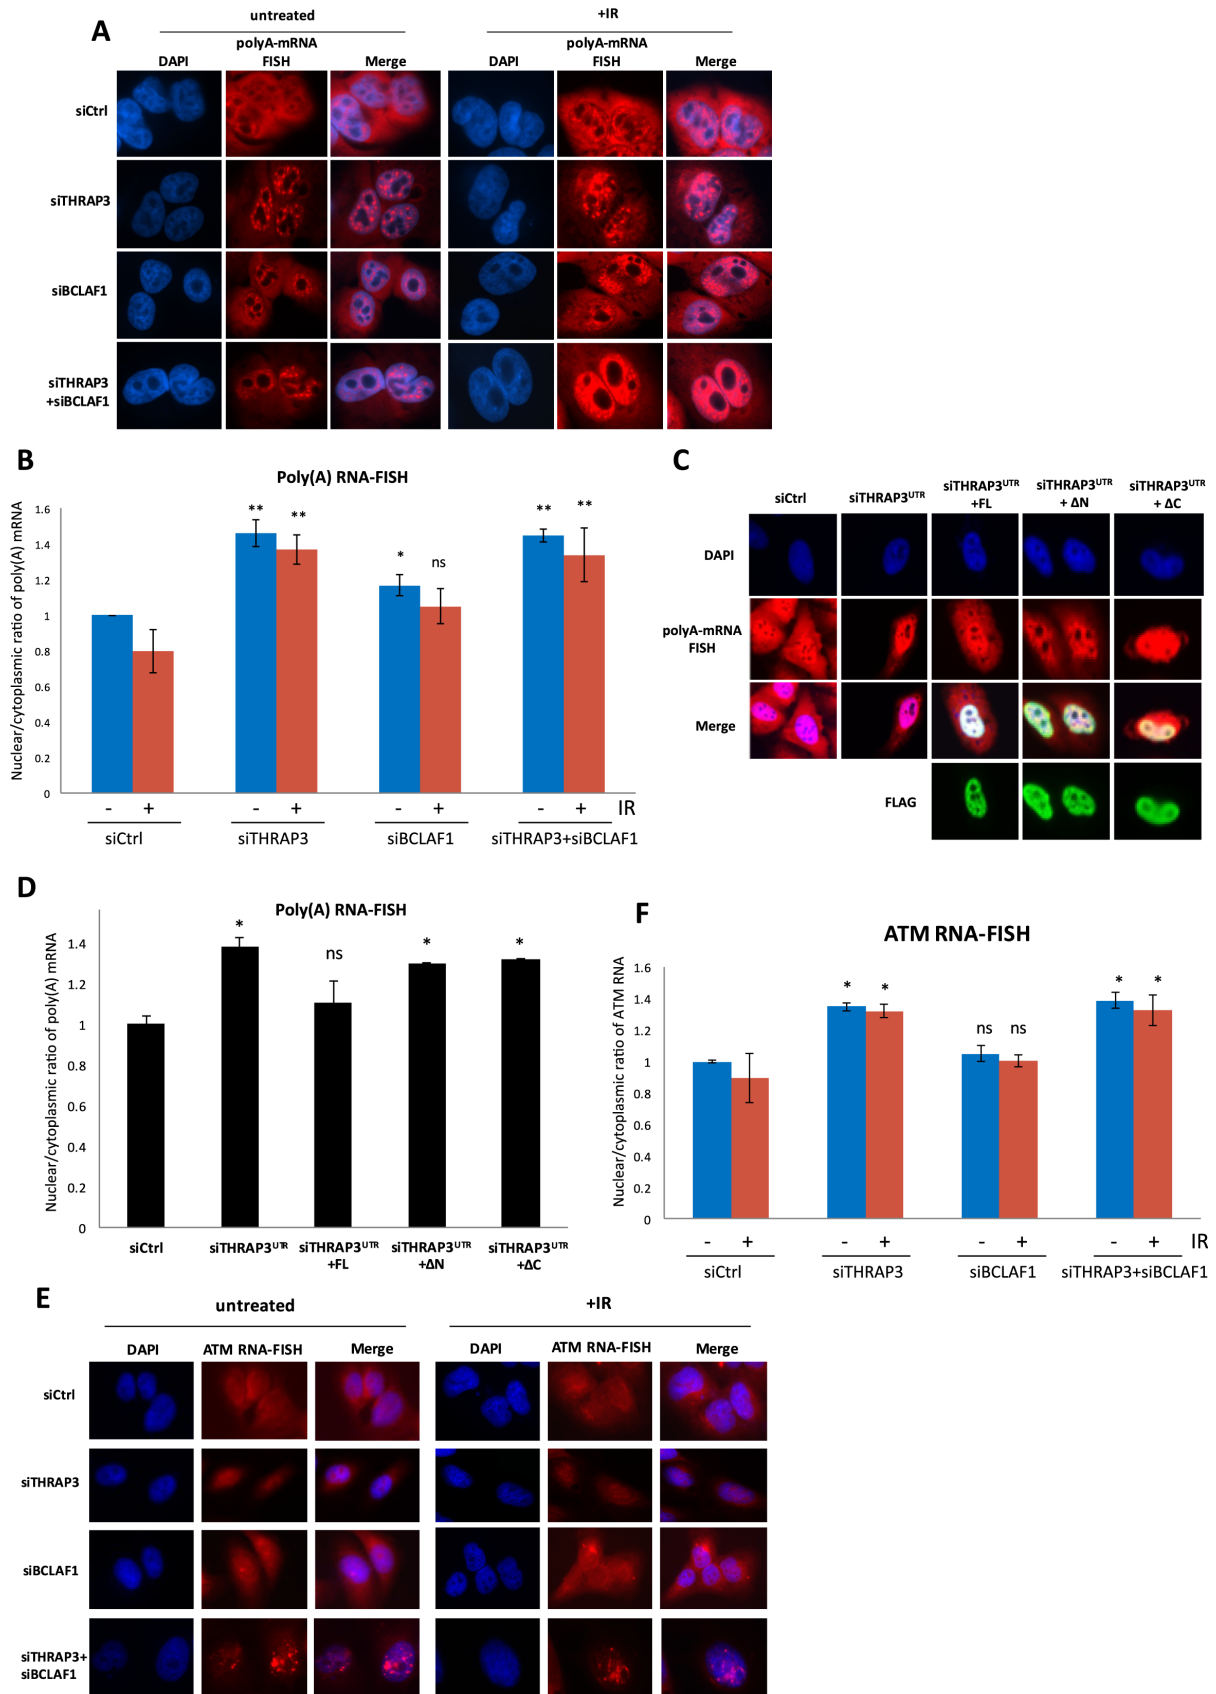 A
untreated
+IR
polyA-mRNA
polyA-mRNA
DAPI
FISH
Merge
DAPI
FISH
Merge
siCtrl
siTHRAP3
siBCLAF1
siTHRAP3
+siBCLAF1
B
Poly(A) RNA-FISH
Nuclear/cytoplasmic ratio of poly(A) mRNA
1.6
1.4
1.2
1
0.8
0.6
0.4
0.2
0
** ** * ns ** **
- + - + - + - + IR
siCtrl siTHRAP3 siBCLAF1 siTHRAP3+siBCLAF1
C
siCtrl
siTHRAP3UTR
siTHRAP3UTR
+FL
siTHRAP3UTR
+ ΔN
siTHRAP3UTR
+ ΔC
DAPI
polyA-mRNA
FISH
Merge
FLAG
D
Poly(A) RNA-FISH
Nuclear/cytoplasmic ratio of poly(A) mRNA
1.4
1.2
1
0.8
0.6
0.4
0.2
0
* ns * *
siCtrl
siTHRAP3UTR
siTHRAP3UTR
+FL
siTHRAP3UTR
+ΔN
siTHRAP3UTR
+ΔC
F
ATM RNA-FISH
Nuclear/cytoplasmic ratio of ATM RNA
1.6
1.4
1.2
1
0.8
0.6
0.4
0.2
0
* * ns ns * *
- + - + - + - + IR
siCtrl siTHRAP3 siBCLAF1 siTHRAP3+siBCLAF1
E
untreated
+IR
DAPI
ATM RNA-FISH
Merge
DAPI
ATM RNA-FISH
Merge
siCtrl
siTHRAP3
siBCLAF1
siTHRAP3+
siBCLAF1